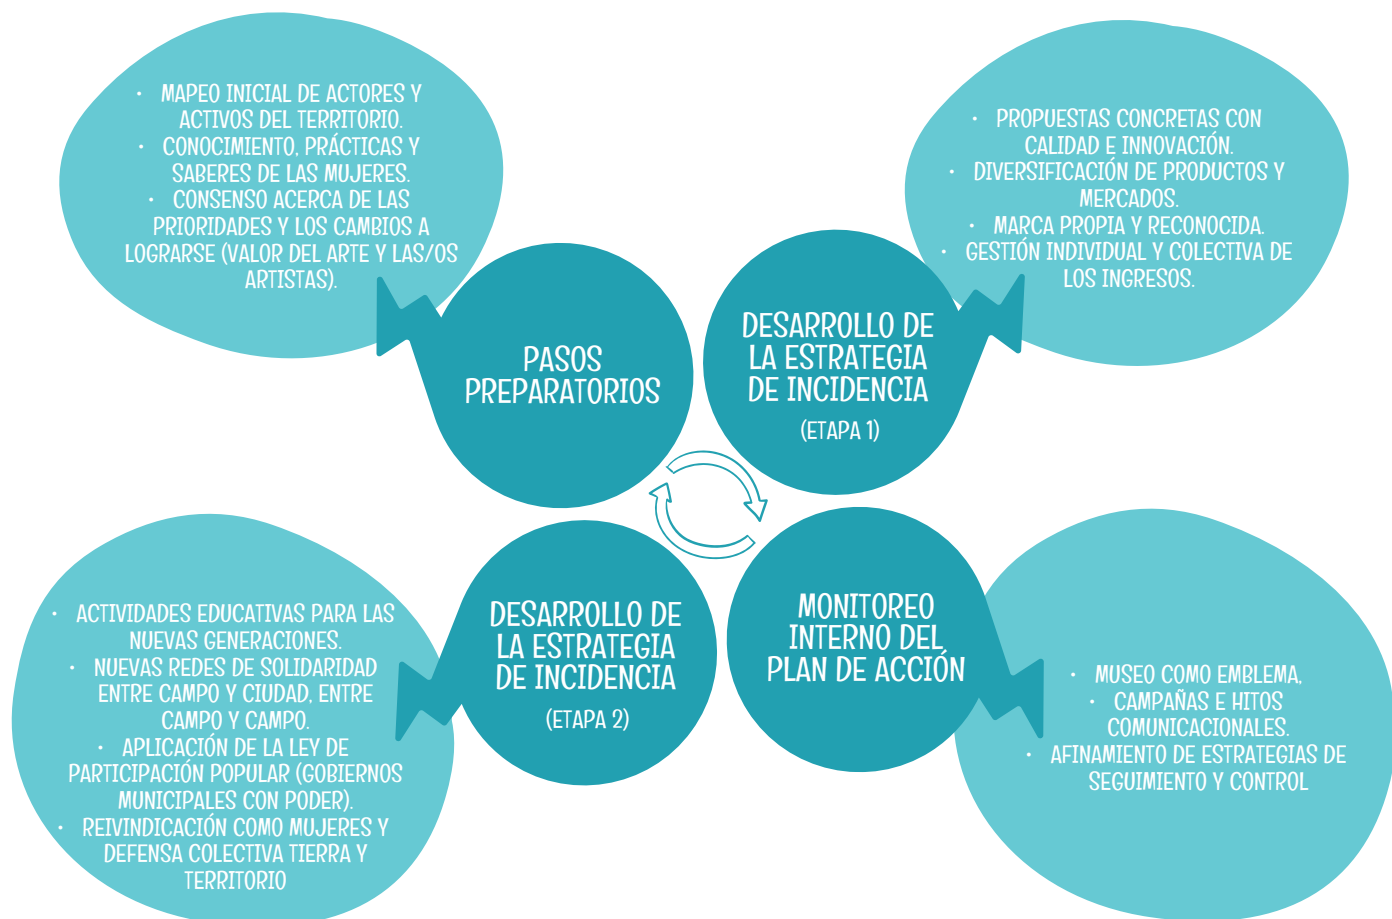 • MAPEO INICIAL DE ACTORES Y
ACTIVOS DEL TERRITORIO.
• CONOCIMIENTO, PRÁCTICAS Y
SABERES DE LAS MUJERES.
• CONSENSO ACERCA DE LAS
PRIORIDADES Y LOS CAMBIOS A
LOGRARSE (VALOR DEL ARTE Y LAS/OS
ARTISTAS).
PASOS
PREPARATORIOS
DESARROLLO DE
LA ESTRATEGIA
DE INCIDENCIA
(ETAPA 1)
• PROPUESTAS CONCRETAS CON
CALIDAD E INNOVACIÓN.
• DIVERSIFICACIÓN DE PRODUCTOS Y
MERCADOS.
• MARCA PROPIA Y RECONOCIDA.
• GESTIÓN INDIVIDUAL Y COLECTIVA DE
LOS INGRESOS.
• ACTIVIDADES EDUCATIVAS PARA LAS
NUEVAS GENERACIONES.
• NUEVAS REDES DE SOLIDARIDAD
ENTRE CAMPO Y CIUDAD, ENTRE
CAMPO Y CAMPO.
• APLICACIÓN DE LA LEY DE
PARTICIPACIÓN POPULAR (GOBIERNOS
MUNICIPALES CON PODER).
• REIVINDICACIÓN COMO MUJERES Y
DEFENSA COLECTIVA TIERRA Y
TERRITORIO
DESARROLLO DE
LA ESTRATEGIA
DE INCIDENCIA
(ETAPA 2)
MONITOREO
INTERNO DEL
PLAN DE ACCIÓN
• MUSEO COMO EMBLEMA,
• CAMPAÑAS E HITOS
COMUNICACIONALES.
• AFINAMIENTO DE ESTRATEGIAS DE
SEGUIMIENTO Y CONTROL